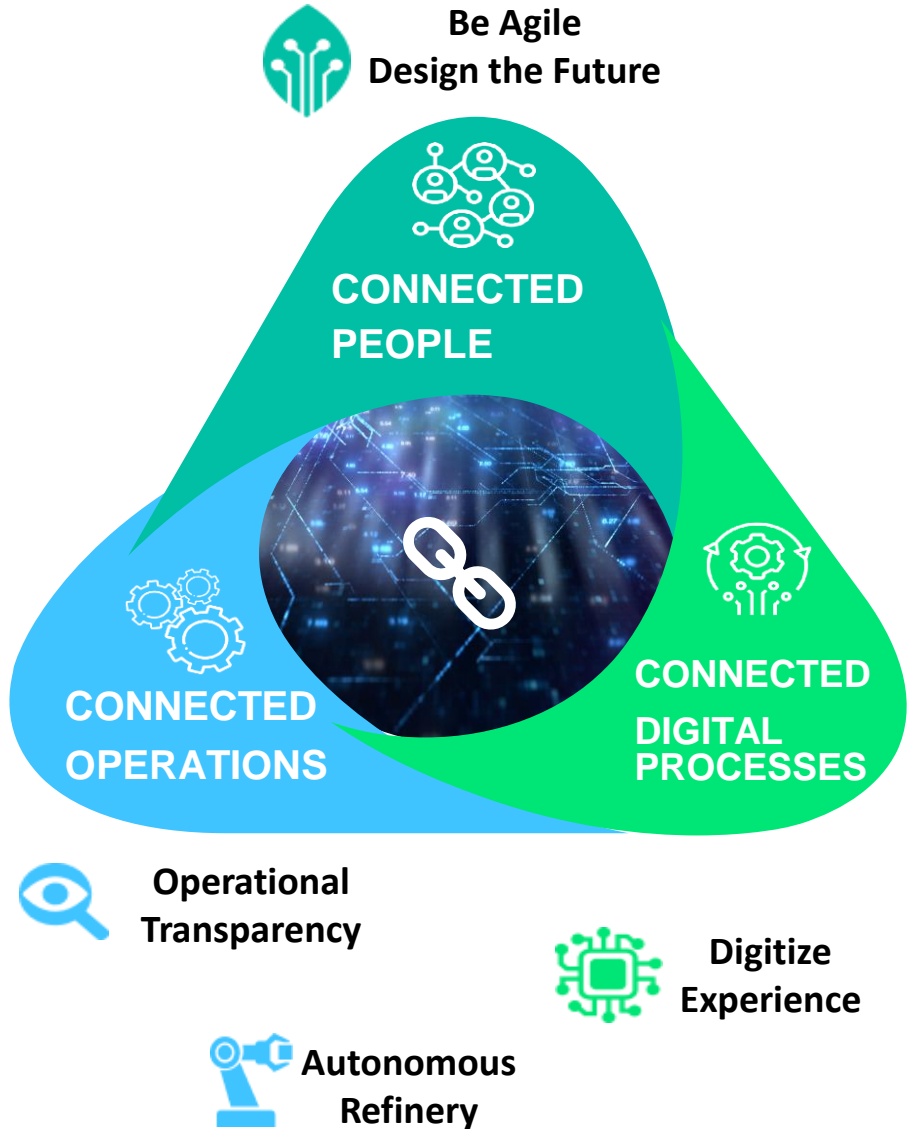 Be Agile
Design the Future
CONNECTED
PEOPLE
CONNECTED
OPERATIONS
CONNECTED
DIGITAL
PROCESSES
Operational
Transparency
Digitize
Experience
Autonomous
Refinery